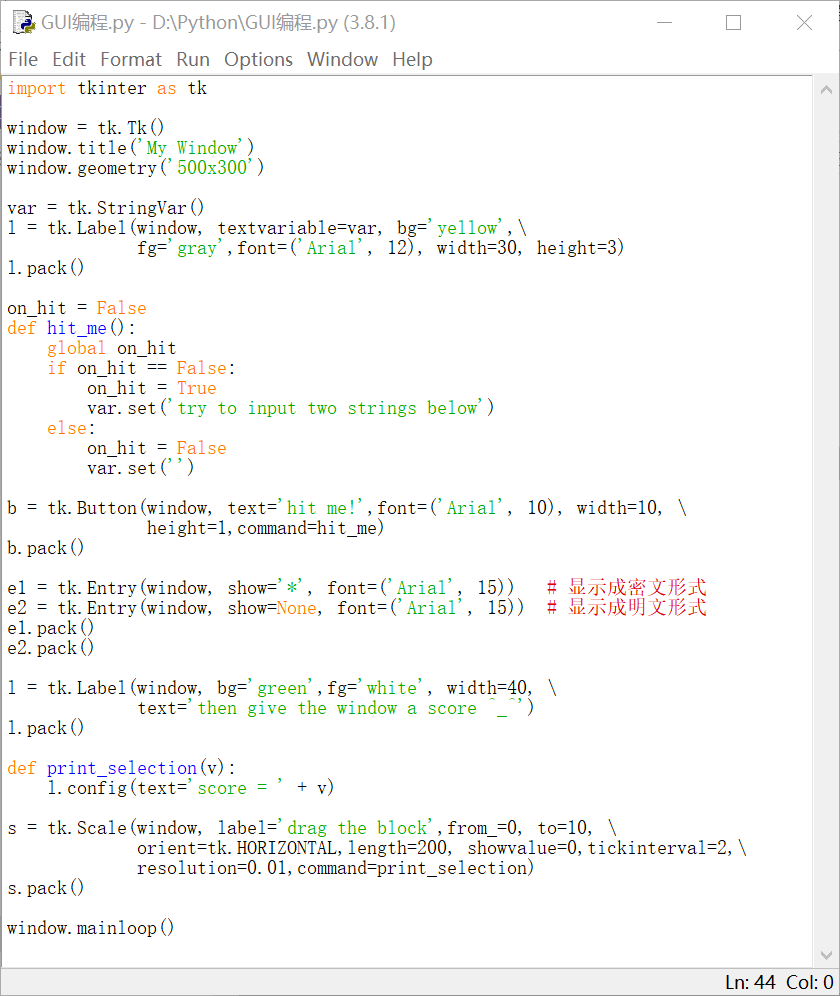 GUI编程.py - D:\Python\GUI编程.py (3.8.1)
File Edit Format Run Options Window Help
import tkinter as tk
window = tk.Tk()
window.title('My Window')
window.geometry('500x300')
var = tk.StringVar()
l = tk.Label(window, textvariable=var, bg='yellow',\
fg='gray',font=('Arial', 12), width=30, height=3)
l.pack()
on_hit = False
def hit_me():
global on_hit
if on_hit == False:
on_hit = True
var.set('try to input two strings below')
else:
on_hit = False
var.set('')
b = tk.Button(window, text='hit me!',font=('Arial', 10), width=10, \
height=1,command=hit_me)
b.pack()
e1 = tk.Entry(window, show='*', font=('Arial', 15)) # 显示成密文形式
e2 = tk.Entry(window, show=None, font=('Arial', 15)) # 显示成明文形式
e1.pack()
e2.pack()
l = tk.Label(window, bg='green',fg='white', width=40, \
text='then give the window a score ^_^')
l.pack()
def print_selection(v):
l.config(text='score = ' + v)
s = tk.Scale(window, label='drag the block',from_=0, to=10, \
orient=tk.HORIZONTAL,length=200, showvalue=0,tickinterval=2,\
resolution=0.01,command=print_selection)
s.pack()
window.mainloop()
Ln: 44 Col: 0